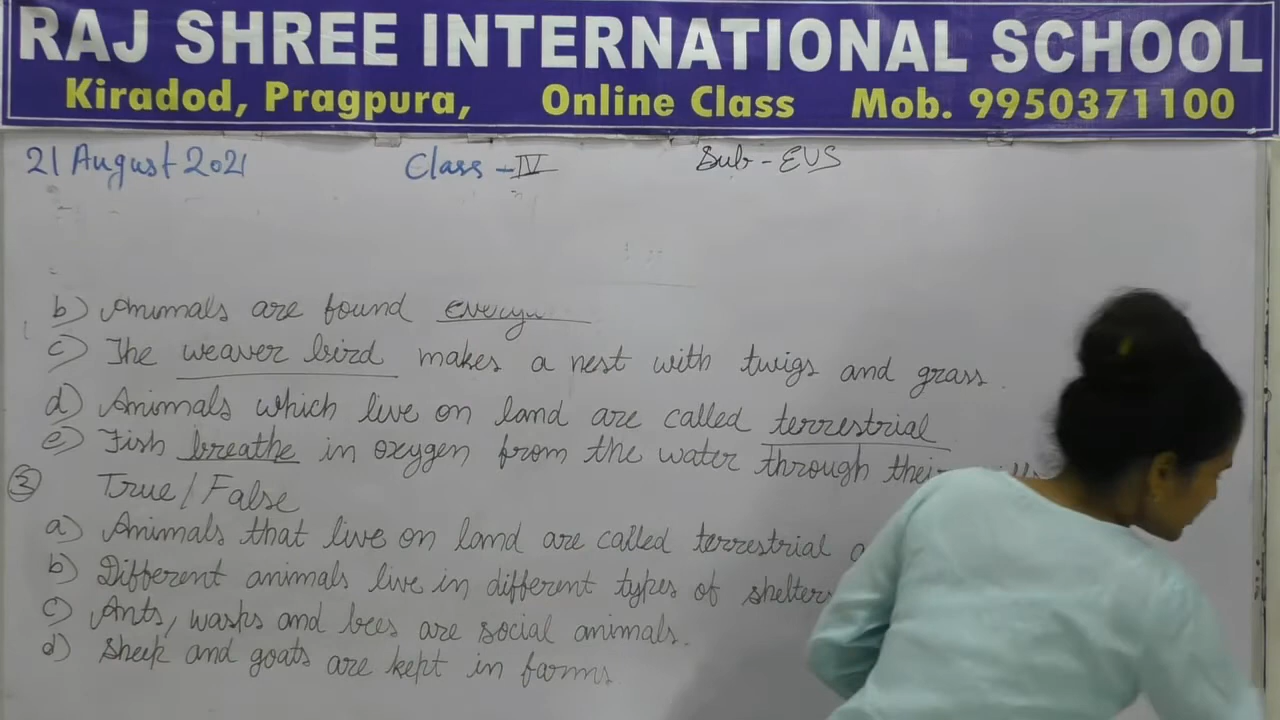 RAJ SHREE INTERNATIONAL SCHOOL
Kiradod, Pragpura, Online Class Mob. 9950371100
21 August 2021 Class - IV Sub - EVS
b) Animals are found
c) The weaver bird makes a nest with twigs and grass.
d) Animals which live on land are called terrestrial
e) Fish breathe in oxygen from the water through their
3 True/False
a) Animals that live on land are called terrestrial
b) Different animals live in different types of shelters
c) Ants, wasps and bees are social animals.
d) Sheep and goats are kept in farms.